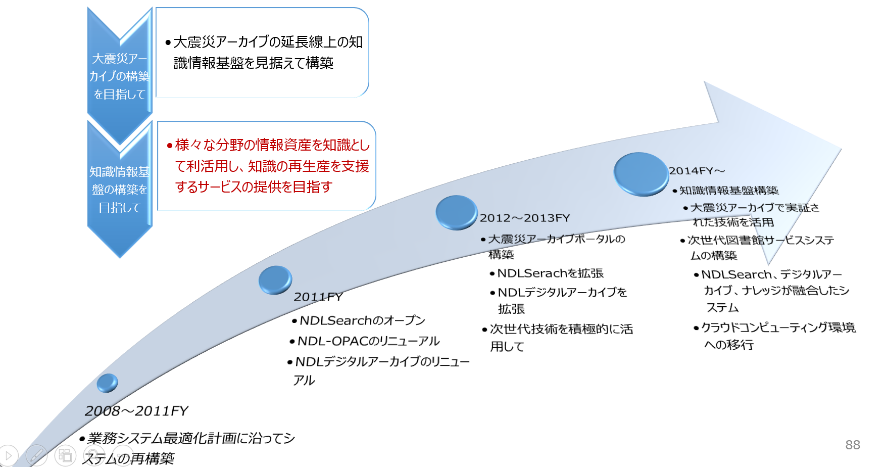 大震災アー
カイブの構築
を目指して
•大震災アーカイブの延長線上の知
識情報基盤を見据えて構築
知識情報基
盤の構築を
目指して
•様々な分野の情報資産を知識とし
て利活用し、知識の再生産を支援
するサービスの提供を目指す
2008～2011FY
•業務システム最適化計画に沿ってシ
ステムの再構築
2011FY
•NDLSearchのオープン
•NDL-OPACのリニューアル
•NDLデジタルアーカイブのリニュー
アル
2012～2013FY
•大震災アーカイブポータルの
構築
•NDLSerachを拡張
•NDLデジタルアーカイブを
拡張
•次世代技術を積極的に活
用して
2014FY～
•知識情報基盤構築
•大震災アーカイブで実証さ
れた技術を活用
•次世代図書館サービスシステ
ムの構築
•NDLSearch、デジタルアー
カイブ、ナレッジが融合したシ
ステム
•クラウドコンピューティング環境
への移行
88